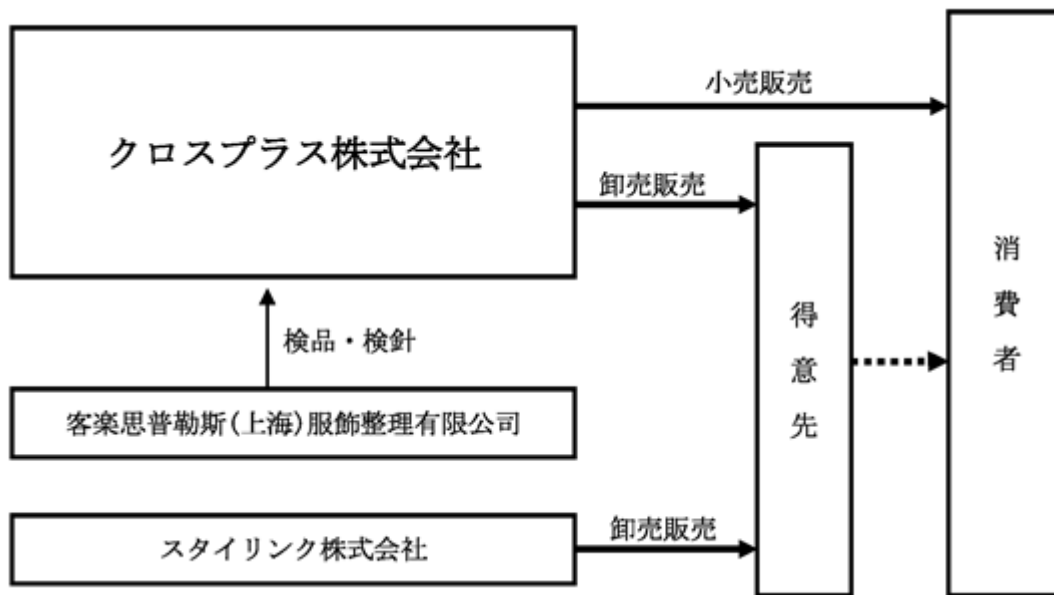 クロスプラス株式会社
小売販売
卸売販売
検品・検針
客楽思普勒斯(上海)服飾整理有限公司
スタイリンク株式会社
卸売販売
得意先
消費者